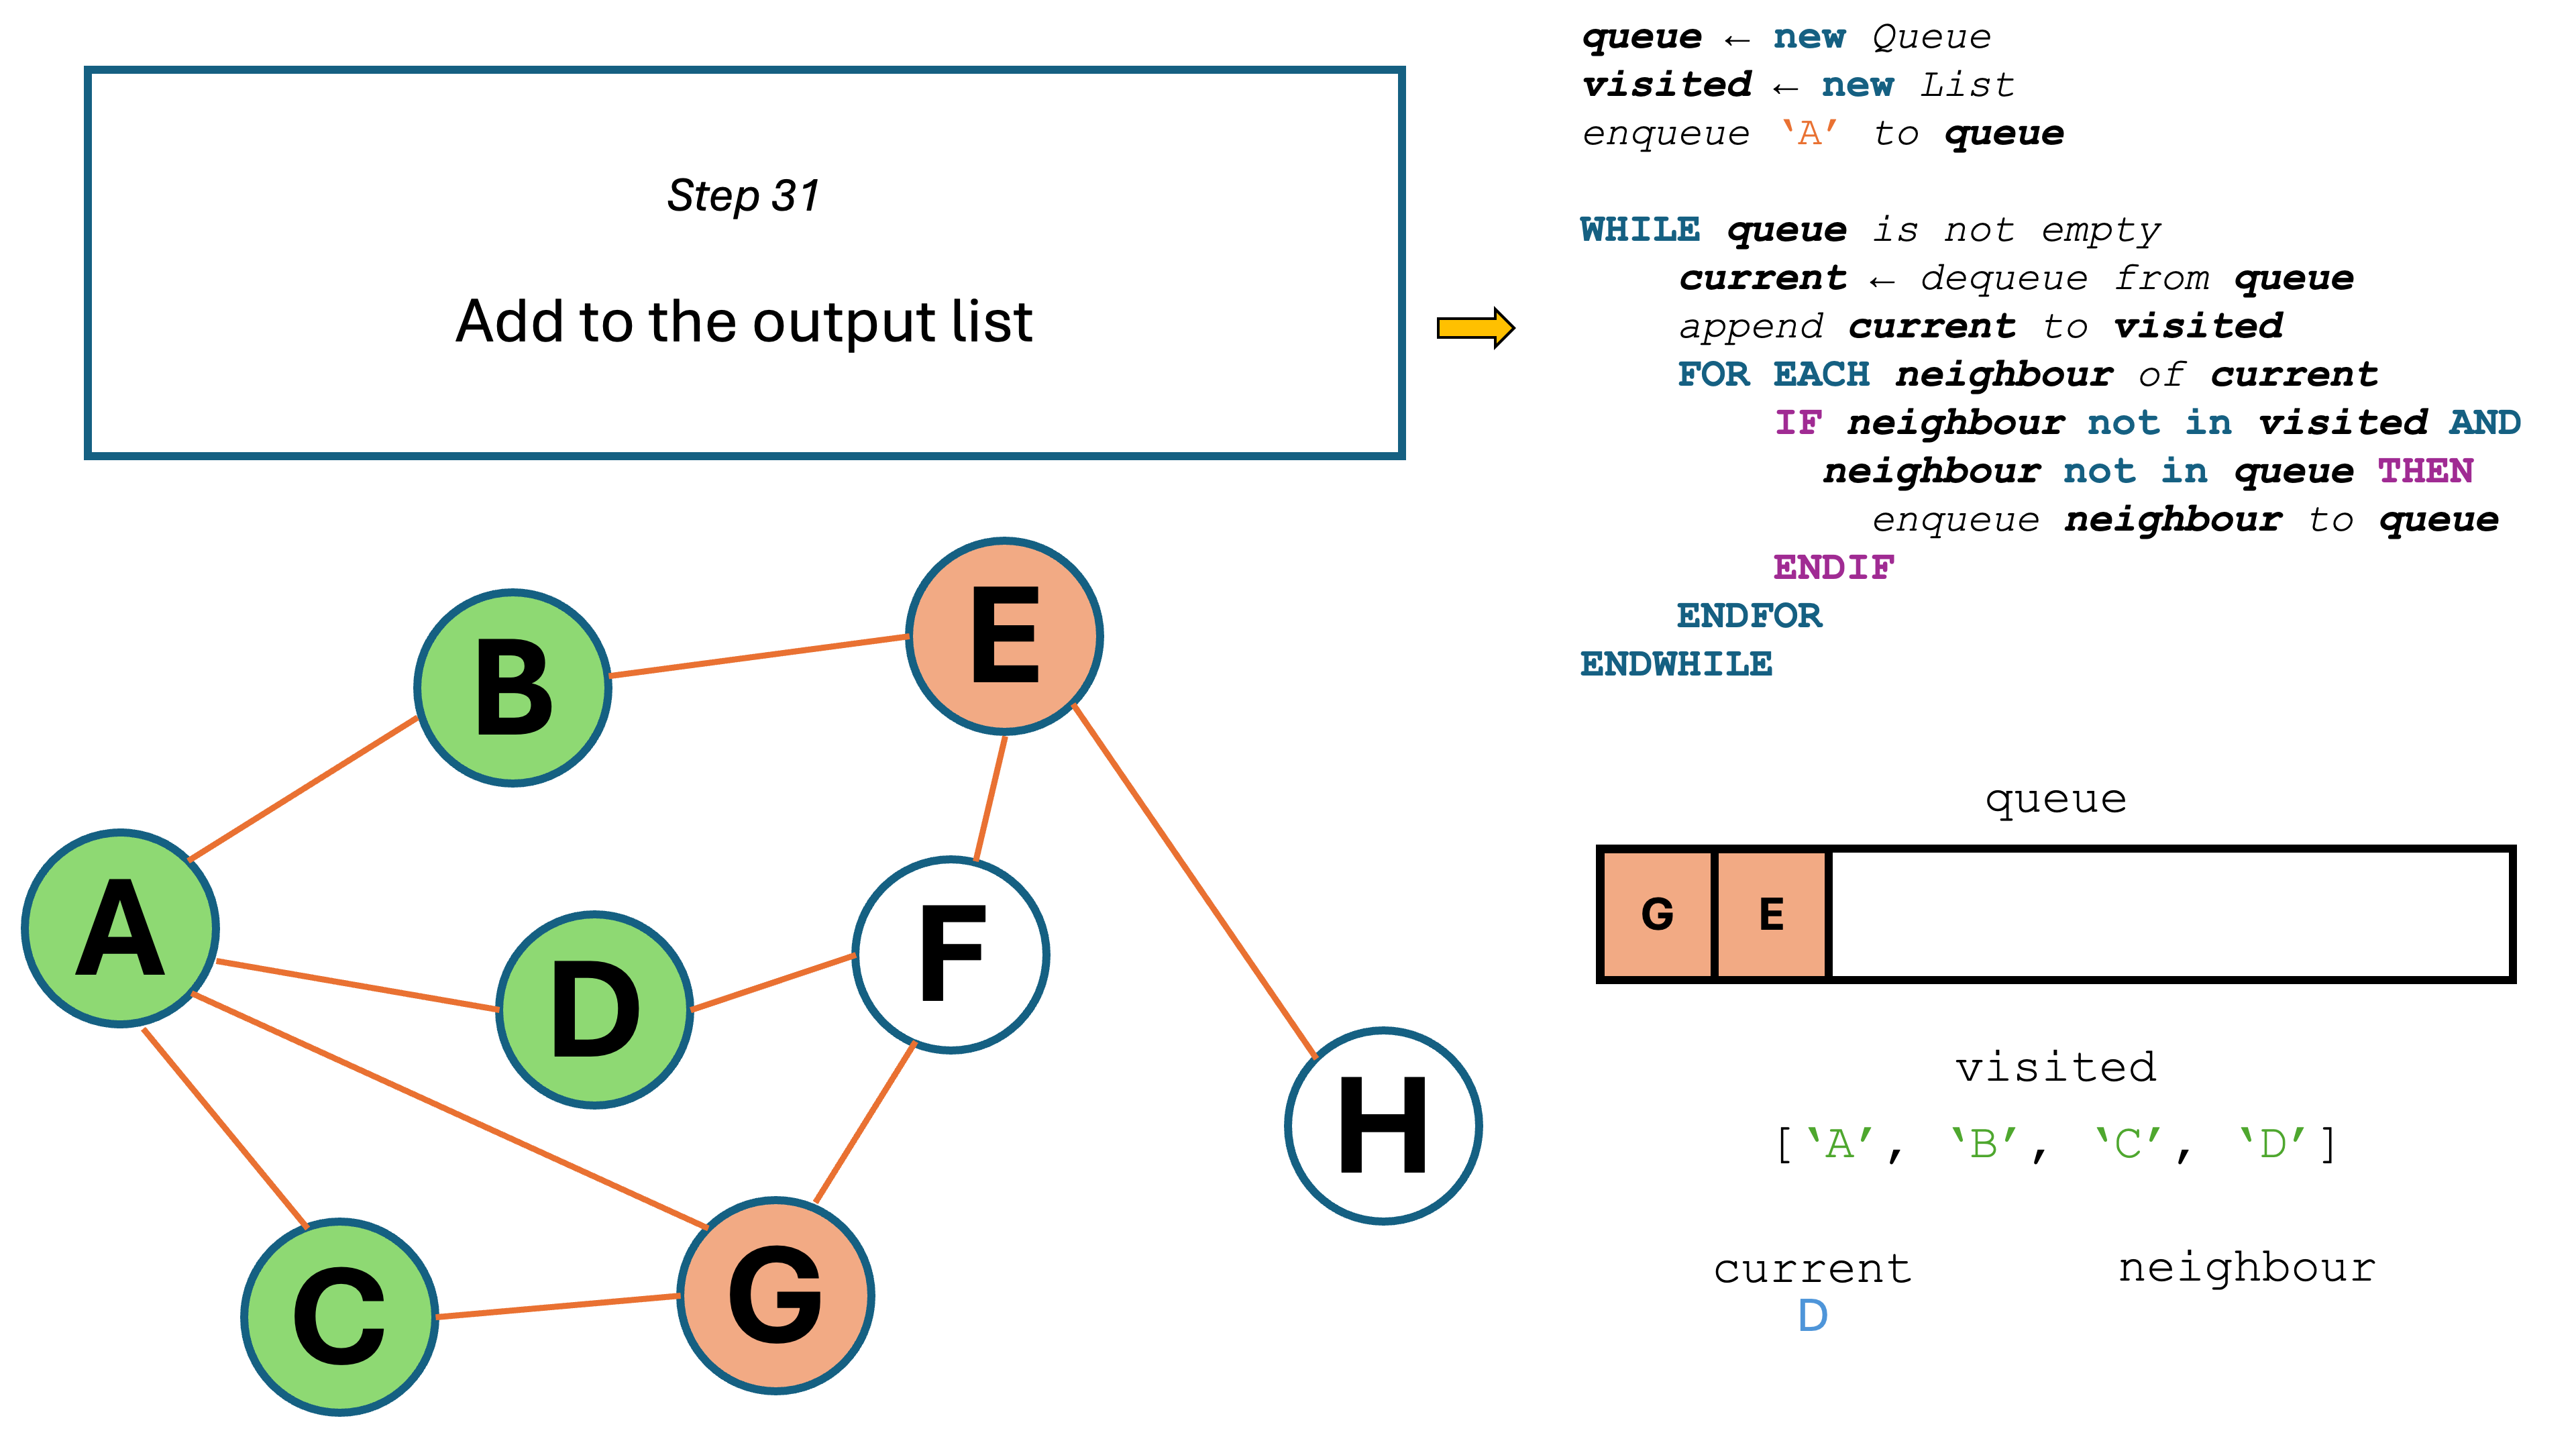 Step 31
Add to the output list
queue ← new Queue
visited ← new List
enqueue ‘A’ to queue
WHILE queue is not empty
current ← dequeue from queue
append current to visited
FOR EACH neighbour of current
IF neighbour not in visited AND
neighbour not in queue THEN
enqueue neighbour to queue
ENDIF
ENDFOR
ENDWHILE
B
E
A
D
F
H
C
G
queue
G E
visited
[‘A’, ‘B’, ‘C’, ‘D’]
current neighbour
D